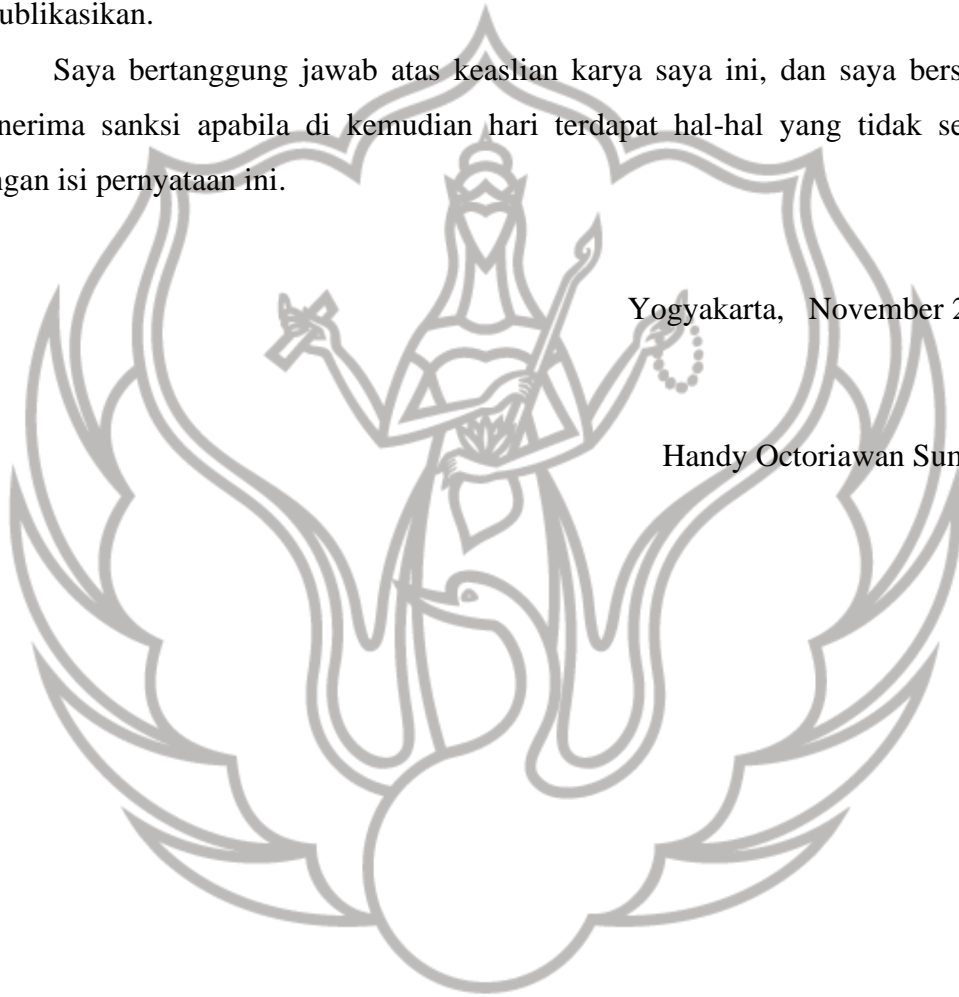 ublikasikan.
Saya bertanggung jawab atas keaslian karya saya ini, dan saya bers
nerima sanksi apabila di kemudian hari terdapat hal-hal yang tidak se
ngan isi pernyataan ini.
Yogyakarta, November 2
Handy Octoriawan Sun